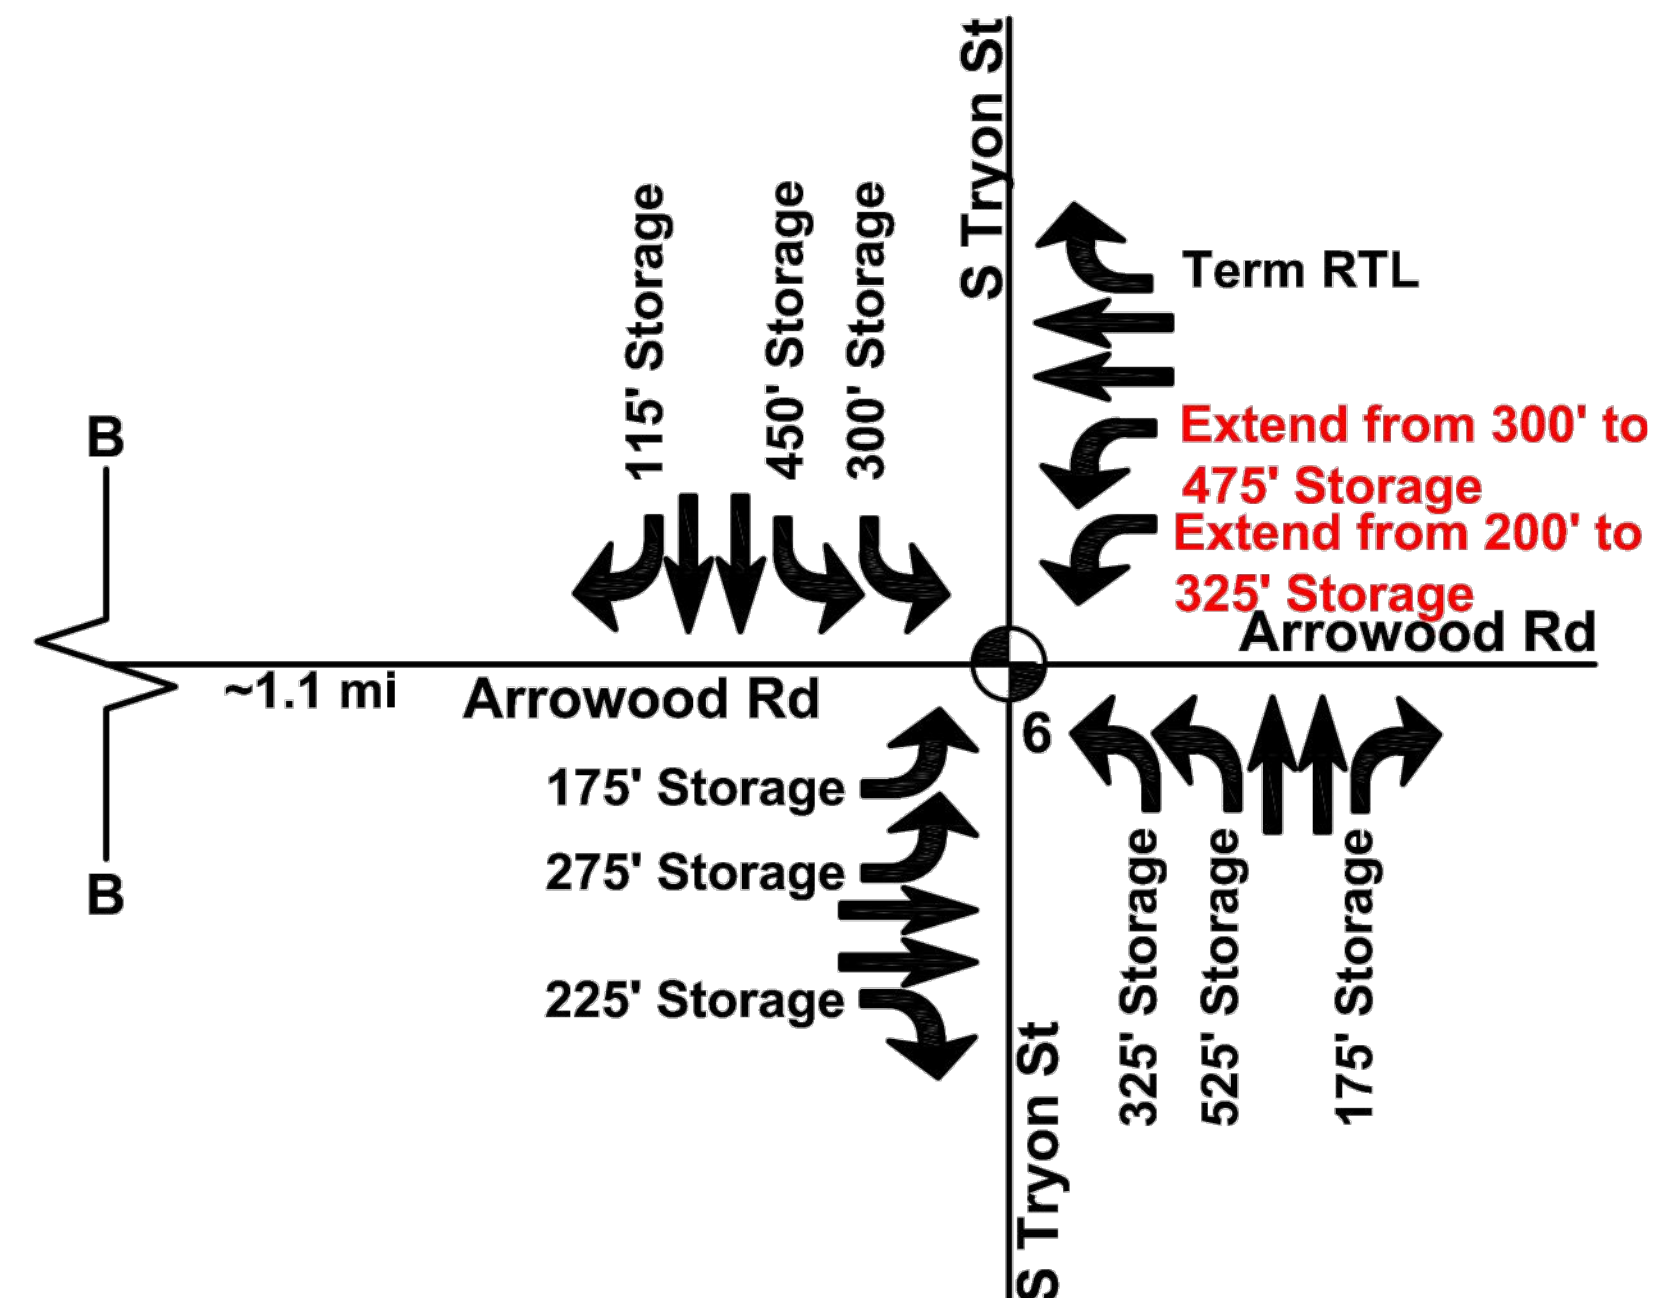 S Tryon St
115' Storage
450' Storage
300' Storage
Term RTL
Extend from 300' to
475' Storage
Extend from 200' to
325' Storage
Arrowood Rd
B
~1.1 mi
Arrowood Rd
6
175' Storage
275' Storage
225' Storage
B
325' Storage
525' Storage
175' Storage
S Tryon St